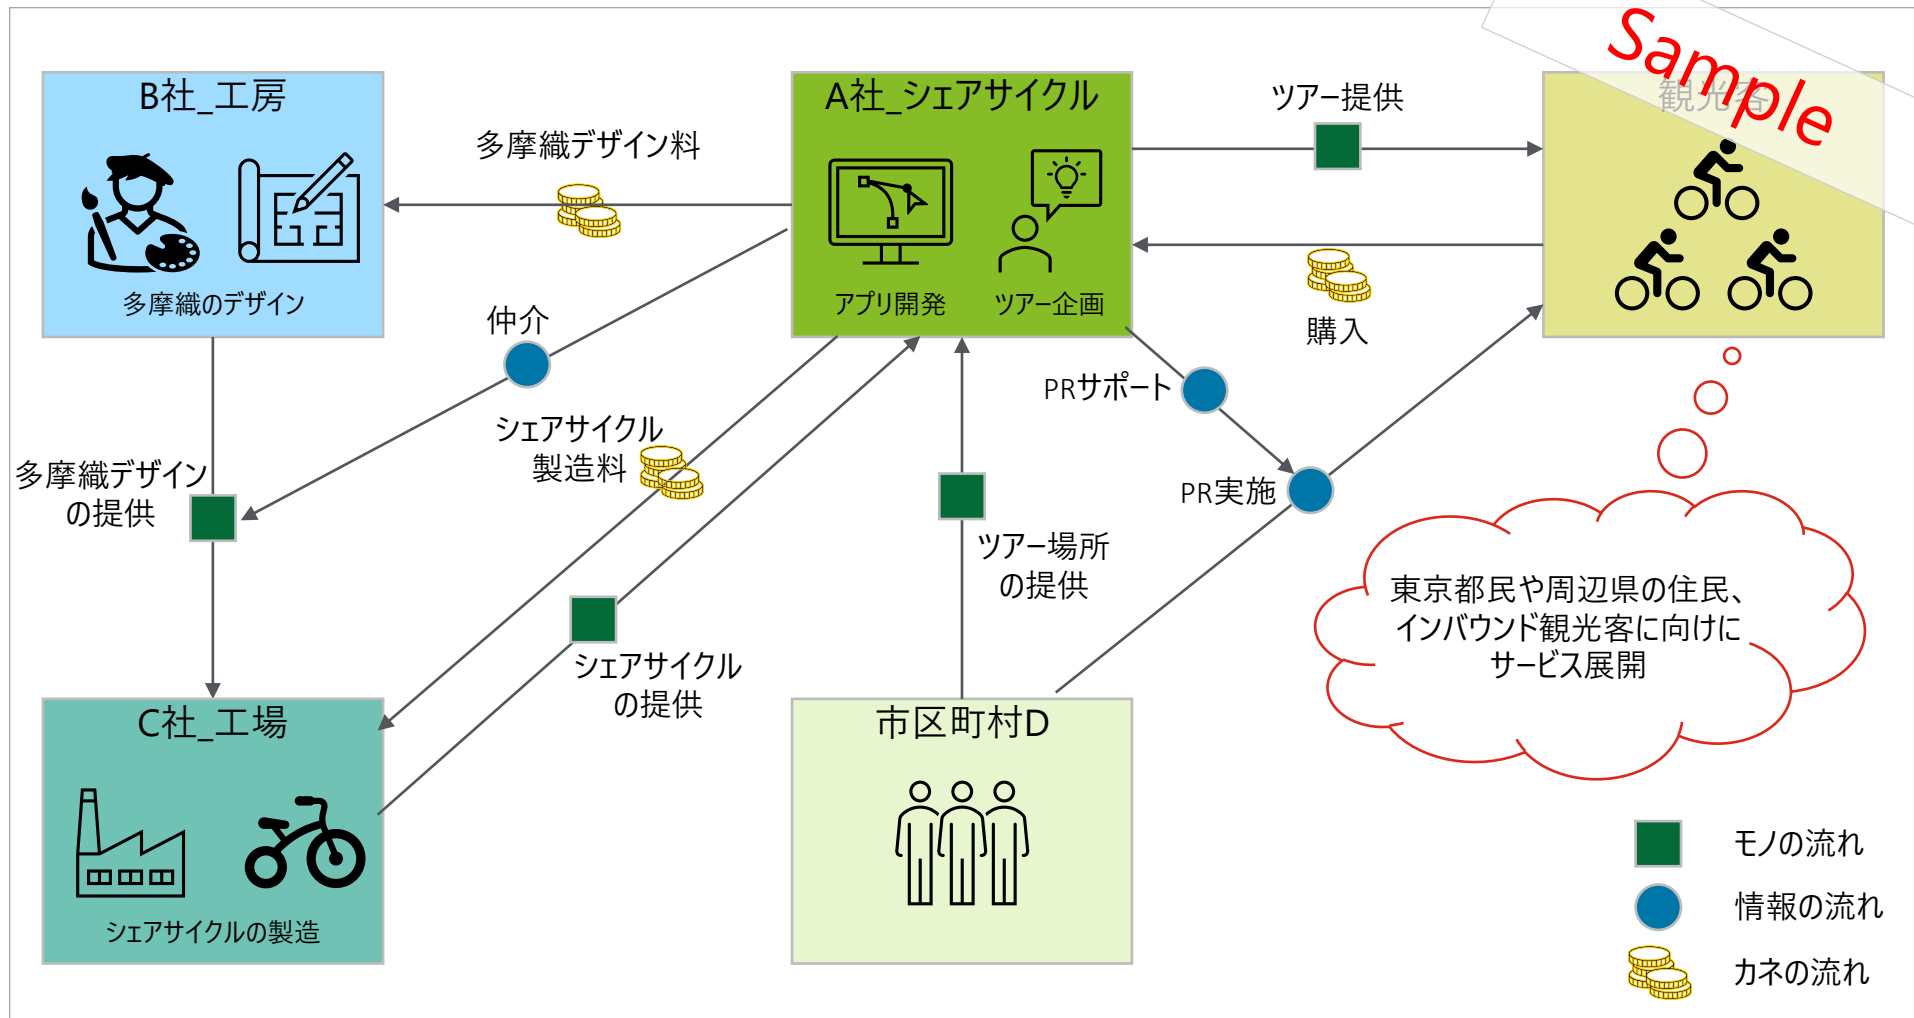 Sample
B社_工房
多摩織のデザイン
多摩織デザイン料
A社_シェアサイクル
アプリ開発
ツアー企画
ツアー提供
観光客
購入
仲介
シェアサイクル
製造料
PRサポート
PR実施
多摩織デザイン
の提供
ツアー場所
の提供
シェアサイクル
の提供
東京都民や周辺県の住民、
インバウンド観光客に向けに
サービス展開
C社_工場
シェアサイクルの製造
市区町村D
モノの流れ
情報の流れ
カネの流れ